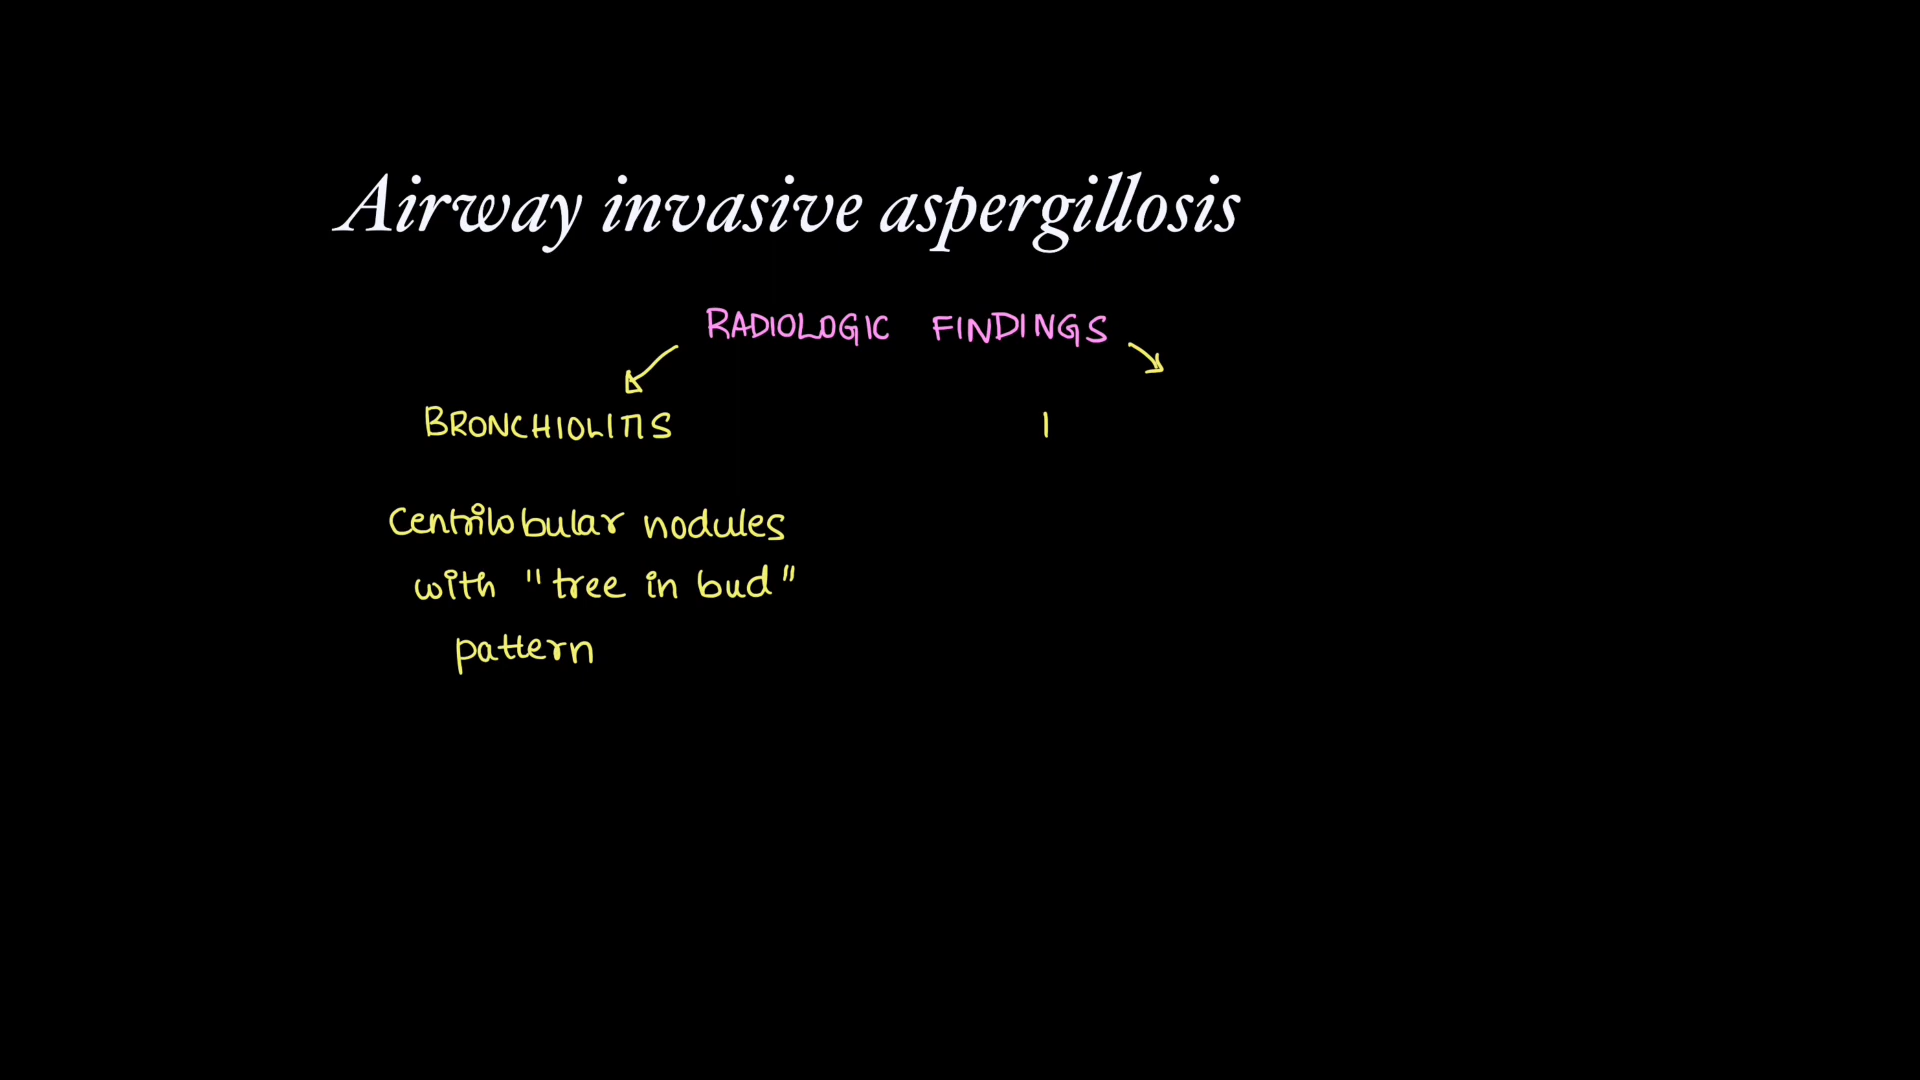 Airway invasive aspergillosis
RADIOLOGIC FINDINGS
BRONCHIOLITIS
Centrilobular nodules
with "tree in bud"
pattern